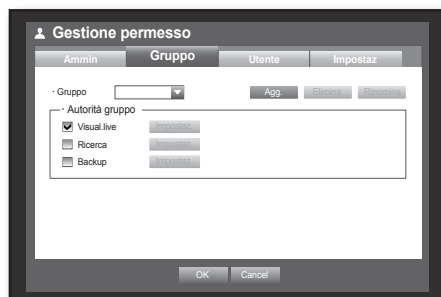 Gestione permesso
Ammin Gruppo Utente Impostaz
· Gruppo Agg. Elimina Rinomina
· Autorità gruppo
Visual.live Impostaz.
Ricerca Impostaz.
Backup Impostaz.
OK Cancel